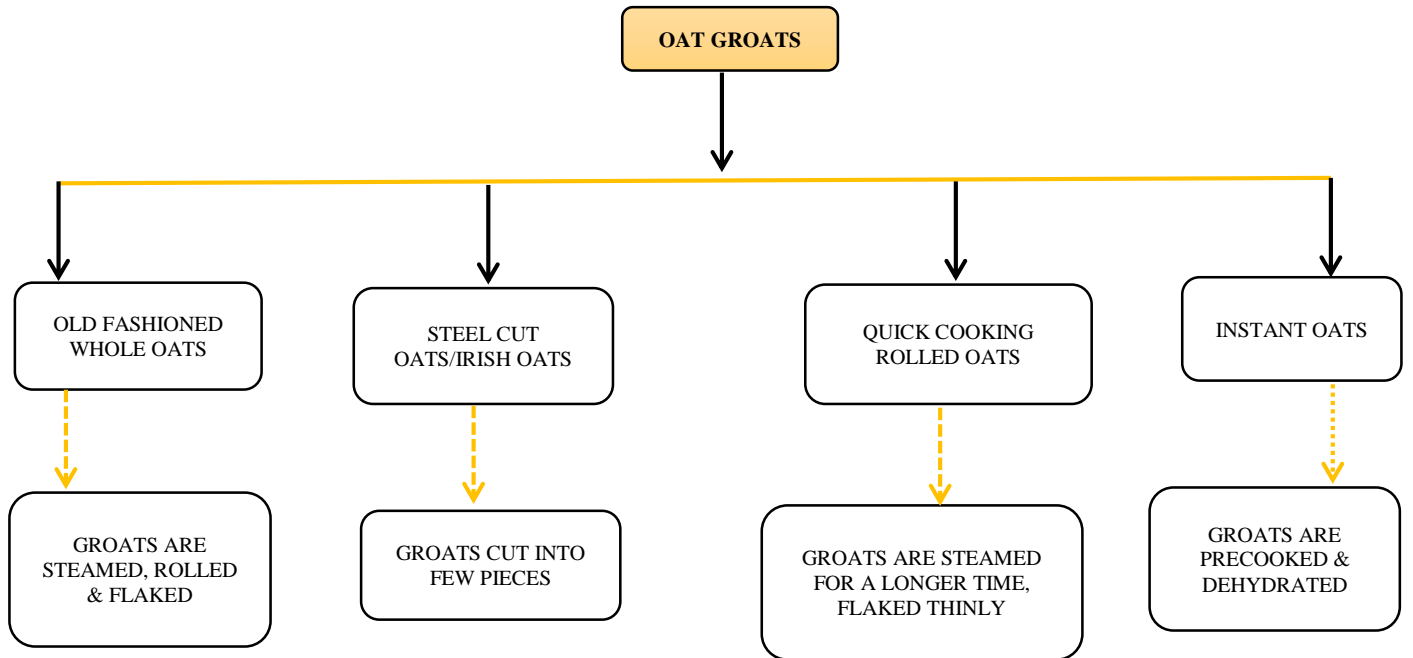 OAT GROATS
OLD FASHIONED
WHOLE OATS
STEEL CUT
OATS/IRISH OATS
QUICK COOKING
ROLLED OATS
INSTANT OATS
GROATS ARE
STEAMED, ROLLED
& FLAKED
GROATS CUT INTO
FEW PIECES
GROATS ARE STEAMED
FOR A LONGER TIME,
FLAKED THINLY
GROATS ARE
PRECOOKED &
DEHYDRATED